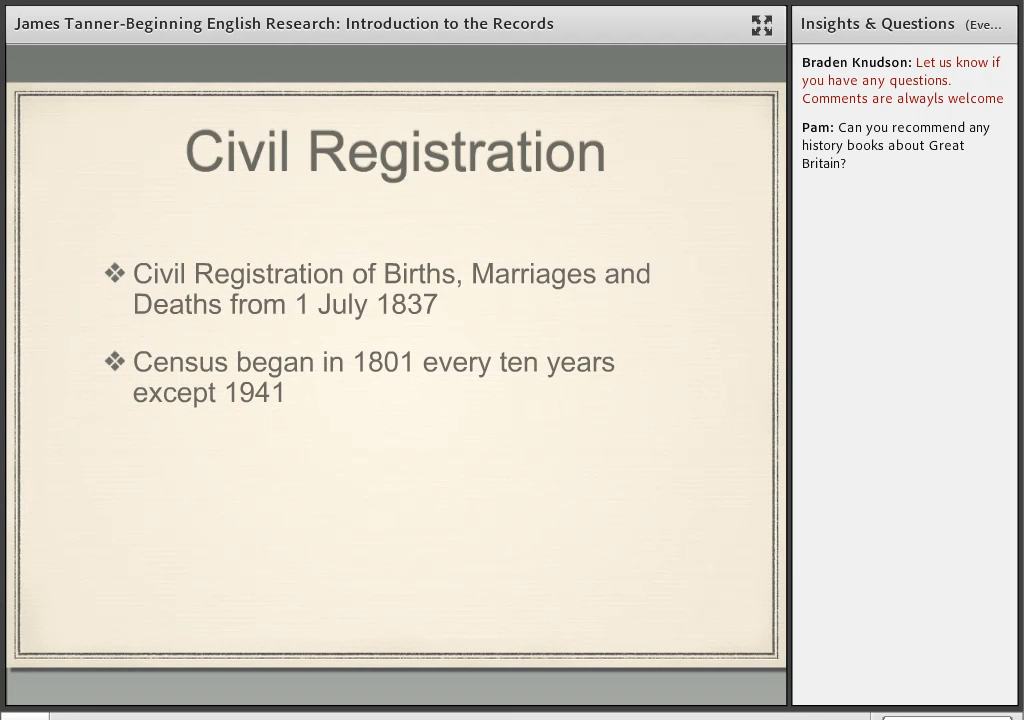 James Tanner-Beginning English Research: Introduction to the Records
Civil Registration
❖ Civil Registration of Births, Marriages and
Deaths from 1 July 1837
❖ Census began in 1801 every ten years
except 1941
Insights & Questions (Eve...
Braden Knudson: Let us know if
you have any questions.
Comments are alwayls welcome
Pam: Can you recommend any
history books about Great
Britain?